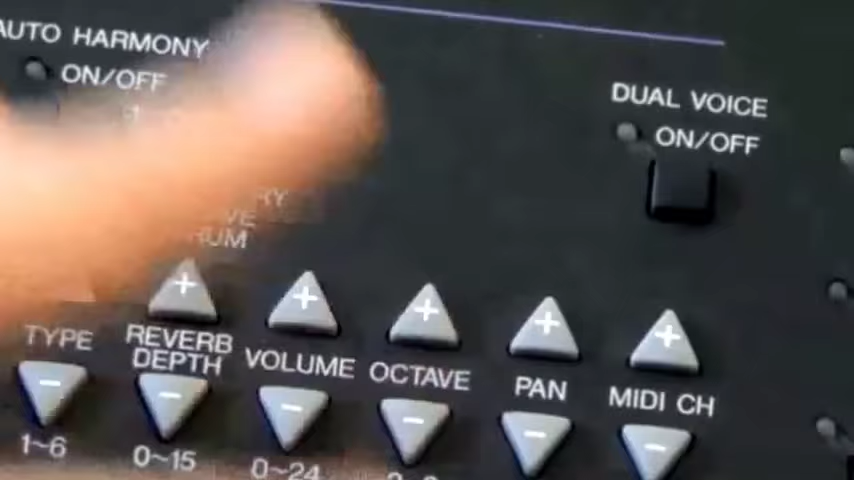 AUTO HARMONY
ON/OFF
DUAL VOICE
ON/OFF
TYPE
REVERB
DEPTH
VOLUME
OCTAVE
PAN
MIDI CH
1~6
0~15
0~24